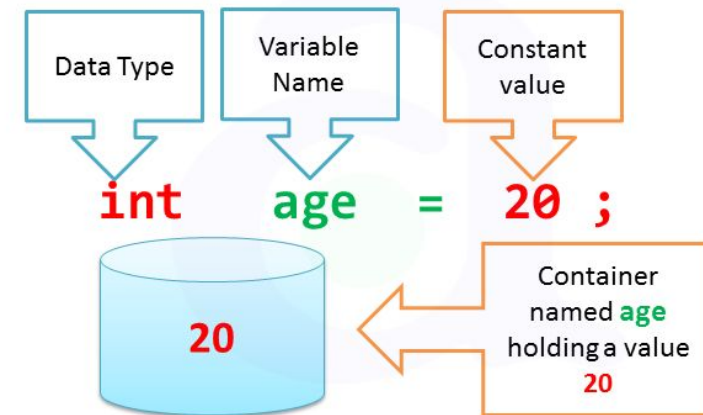 Data Type
Variable
Name
Constant
value
int age = 20 ;
20
Container
named age
holding a value
20